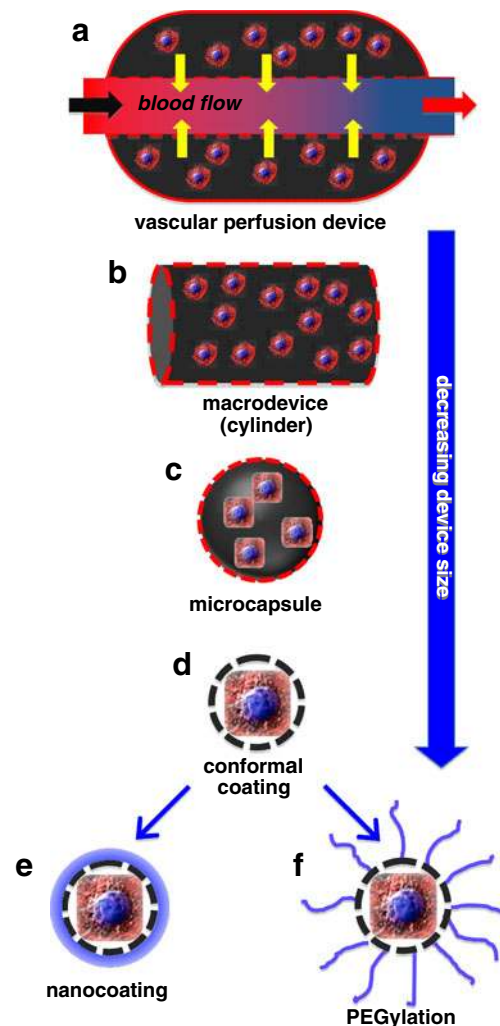 a
blood flow
vascular perfusion device
b
macrodevice
(cylinder)
c
microcapsule
decreasing device size
d
conformal
coating
e
nanocoating
f
PEGylation